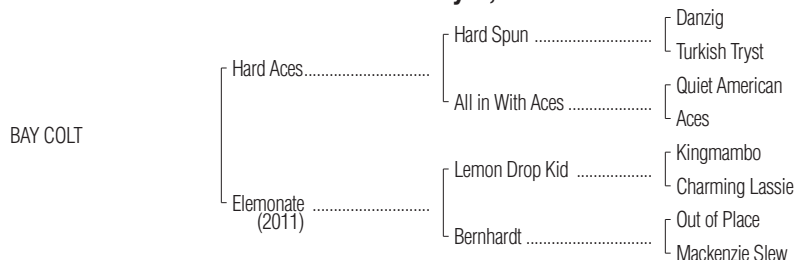 Danzig
Hard Spun ..............................
Turkish Tryst
Hard Aces................................
Quiet American
All in With Aces .....................
Aces
BAY COLT
Kingmambo
Lemon Drop Kid ...................
Charming Lassie
Elemonate ..............................
(2011)
Out of Place
Bernhardt ................................
Mackenzie Slew